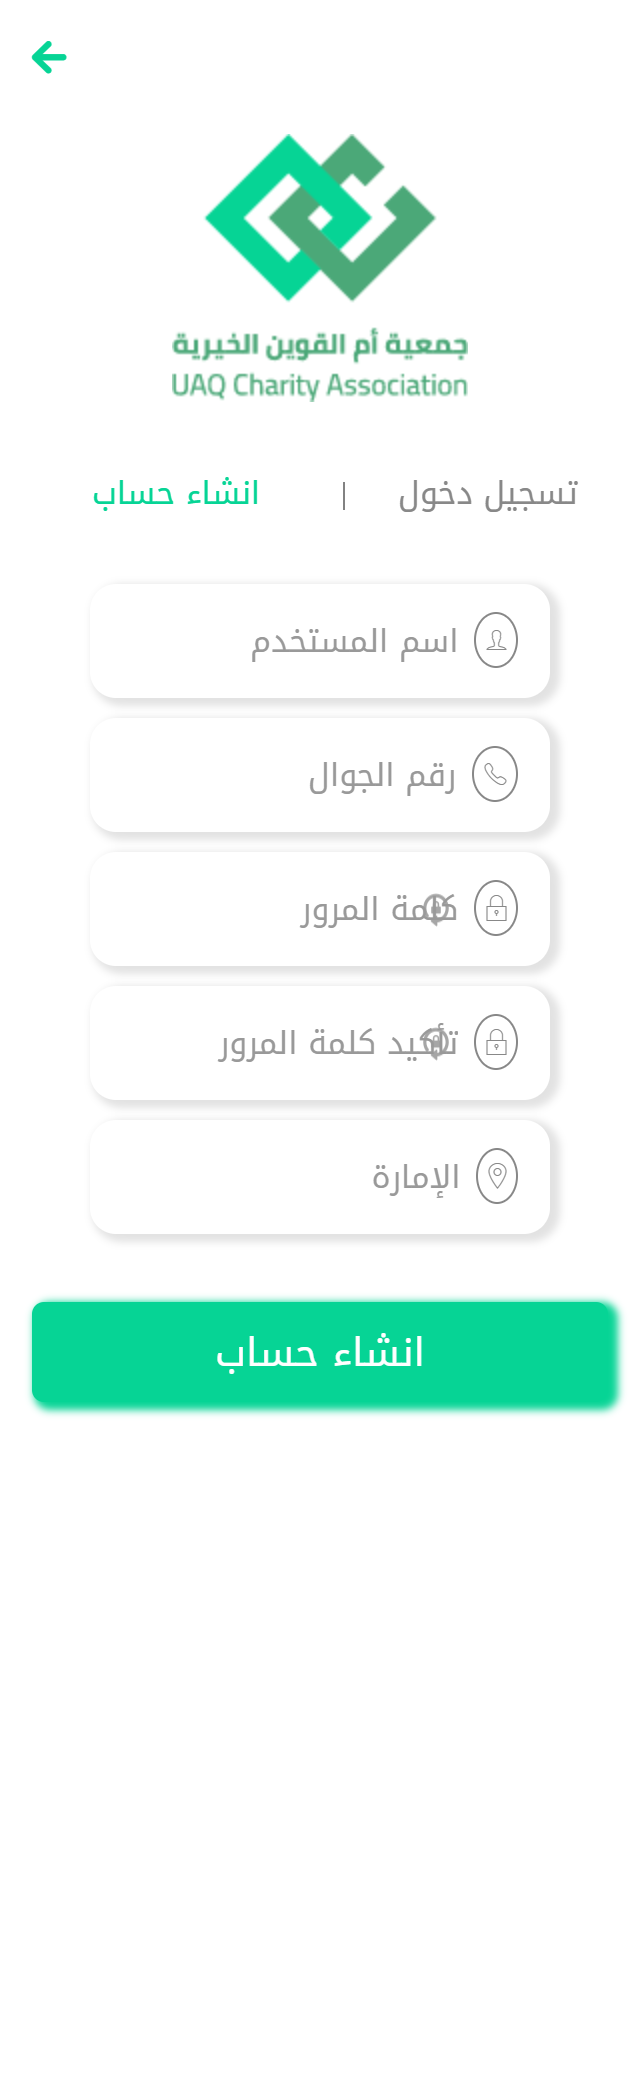 جمعية أم القوين الخيرية
UAQ Charity Association
تسجيل دخول | انشاء حساب
اسم المستخدم
رقم الجوال
كلمة المرور
تأكيد كلمة المرور
الإمارة
انشاء حساب